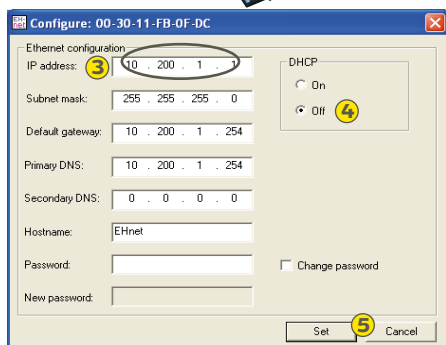 EH-net Configure: 00-30-11-FB-0F-DC
Ethernet configuration
IP address: 3 10 . 200 . 1 . 1
DHCP
On
Off 4
Subnet mask: 255 . 255 . 255 . 0
Default gateway: 10 . 200 . 1 . 254
Primary DNS: 10 . 200 . 1 . 254
Secondary DNS: 0 . 0 . 0 . 0
Hostname: EHnet
Password:
Change password
New password:
Set 5 Cancel